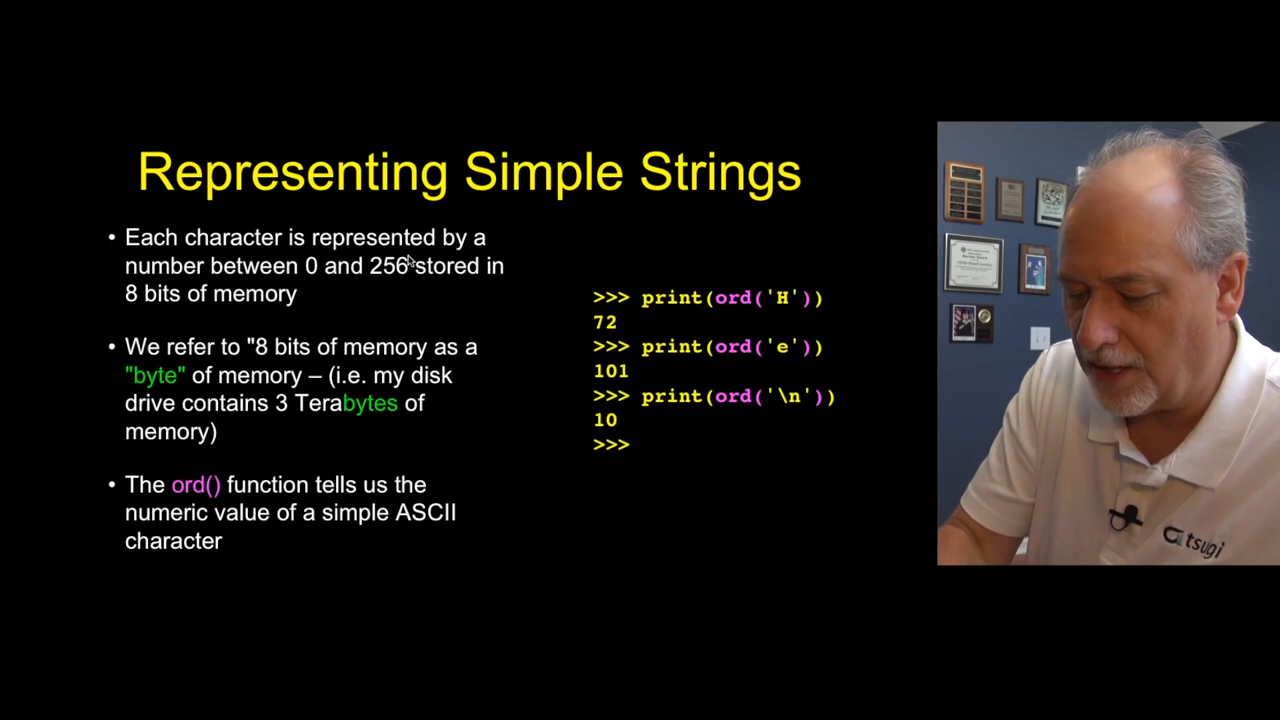 Representing Simple Strings
• Each character is represented by a
number between 0 and 256 stored in
8 bits of memory
• We refer to "8 bits of memory as a
"byte" of memory – (i.e. my disk
drive contains 3 Terabytes of
memory)
• The ord() function tells us the
numeric value of a simple ASCII
character
>>> print(ord('H'))
72
>>> print(ord('e'))
101
>>> print(ord('\n'))
10
>>>
tsugi